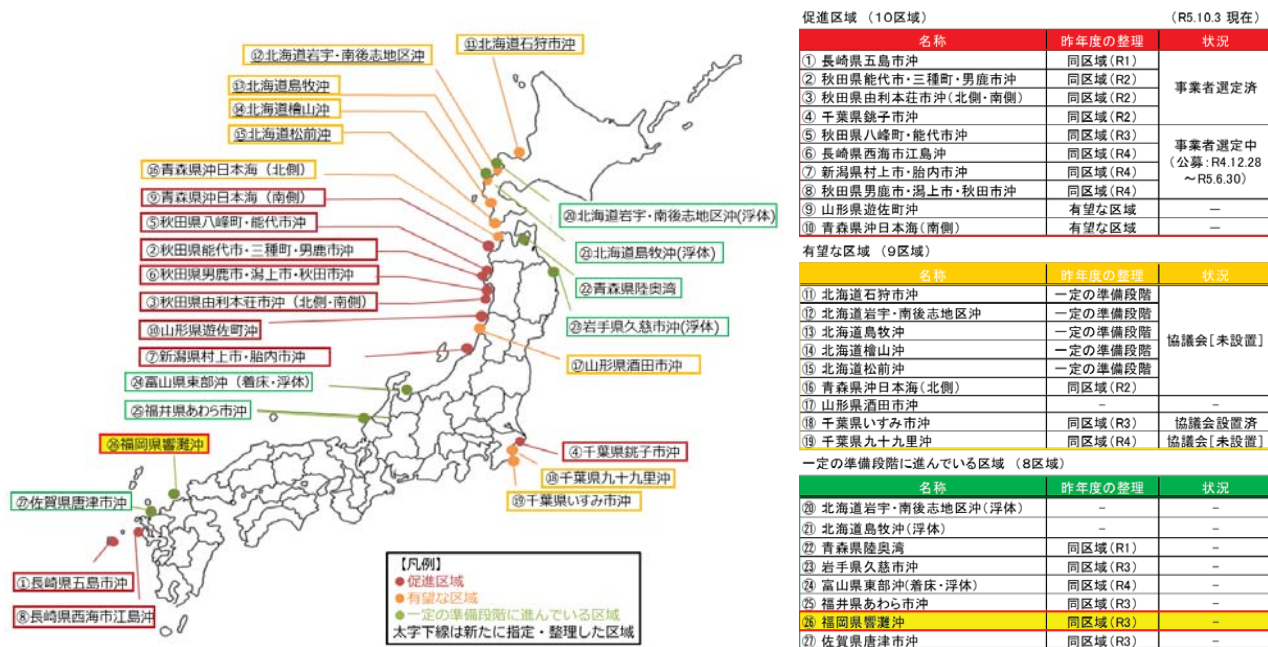 ⑪北海道石狩市沖
⑫北海道岩宇・南後志地区沖
⑬北海道島牧沖
⑭北海道檜山沖
⑮北海道松前沖
⑯青森県沖日本海（北側）
⑨青森県沖日本海（南側）
⑤秋田県八峰町・能代市沖
②秋田県能代市・三種町・男鹿市沖
⑥秋田県男鹿市・潟上市・秋田市沖
③秋田県由利本荘市沖（北側・南側）
⑩山形県遊佐町沖
⑦新潟県村上市・胎内市沖
㉔富山県東部沖（着床・浮体）
㉕福井県あわら市沖
㉖福岡県響灘沖
㉗佐賀県唐津市沖
①長崎県五島市沖
⑧長崎県西海市江島沖
⑳北海道岩宇・南後志地区沖(浮体)
㉑北海道島牧沖(浮体)
㉒青森県陸奥湾
㉓岩手県久慈市沖(浮体)
⑰山形県酒田市沖
④千葉県銚子市沖
⑱千葉県九十九里沖
⑲千葉県いすみ市沖
【凡例】
促進区域
有望な区域
一定の準備段階に進んでいる区域
太字下線は新たに指定・整理した区域
促進区域 （10区域） （R5.10.3 現在）
名称 昨年度の整理 状況
① 長崎県五島市沖 同区域(R1)
② 秋田県能代市・三種町・男鹿市沖 同区域(R2)
③ 秋田県由利本荘市沖(北側・南側) 同区域(R2)
④ 千葉県銚子市沖 同区域(R2)
事業者選定済
⑤ 秋田県八峰町・能代市沖 同区域(R3)
⑥ 長崎県西海市江島沖 同区域(R4)
⑦ 新潟県村上市・胎内市沖 同区域(R4)
⑧ 秋田県男鹿市・潟上市・秋田市沖 同区域(R4)
事業者選定中
（公募：R4.12.28
～R5.6.30）
⑨ 山形県遊佐町沖 有望な区域 －
⑩ 青森県沖日本海(南側) 有望な区域 －
有望な区域 （9区域）
名称 昨年度の整理 状況
⑪ 北海道石狩市沖 一定の準備段階
⑫ 北海道岩宇・南後志地区沖 一定の準備段階
⑬ 北海道島牧沖 一定の準備段階
⑭ 北海道檜山沖 一定の準備段階
⑮ 北海道松前沖 一定の準備段階
⑯ 青森県沖日本海(北側) 同区域(R2)
協議会[未設置]
⑰ 山形県酒田市沖 － －
⑱ 千葉県いすみ市沖 同区域(R3) 協議会設置済
⑲ 千葉県九十九里沖 同区域(R4) 協議会[未設置]
一定の準備段階に進んでいる区域 （8区域）
名称 昨年度の整理 状況
⑳ 北海道岩宇・南後志地区沖(浮体) － －
㉑ 北海道島牧沖(浮体) － －
㉒ 青森県陸奥湾 同区域(R1) －
㉓ 岩手県久慈市沖 同区域(R3) －
㉔ 富山県東部沖(着床・浮体) 同区域(R4) －
㉕ 福井県あわら市沖 同区域(R3) －
㉖ 福岡県響灘沖 同区域(R3) －
㉗ 佐賀県唐津市沖 同区域(R3) －